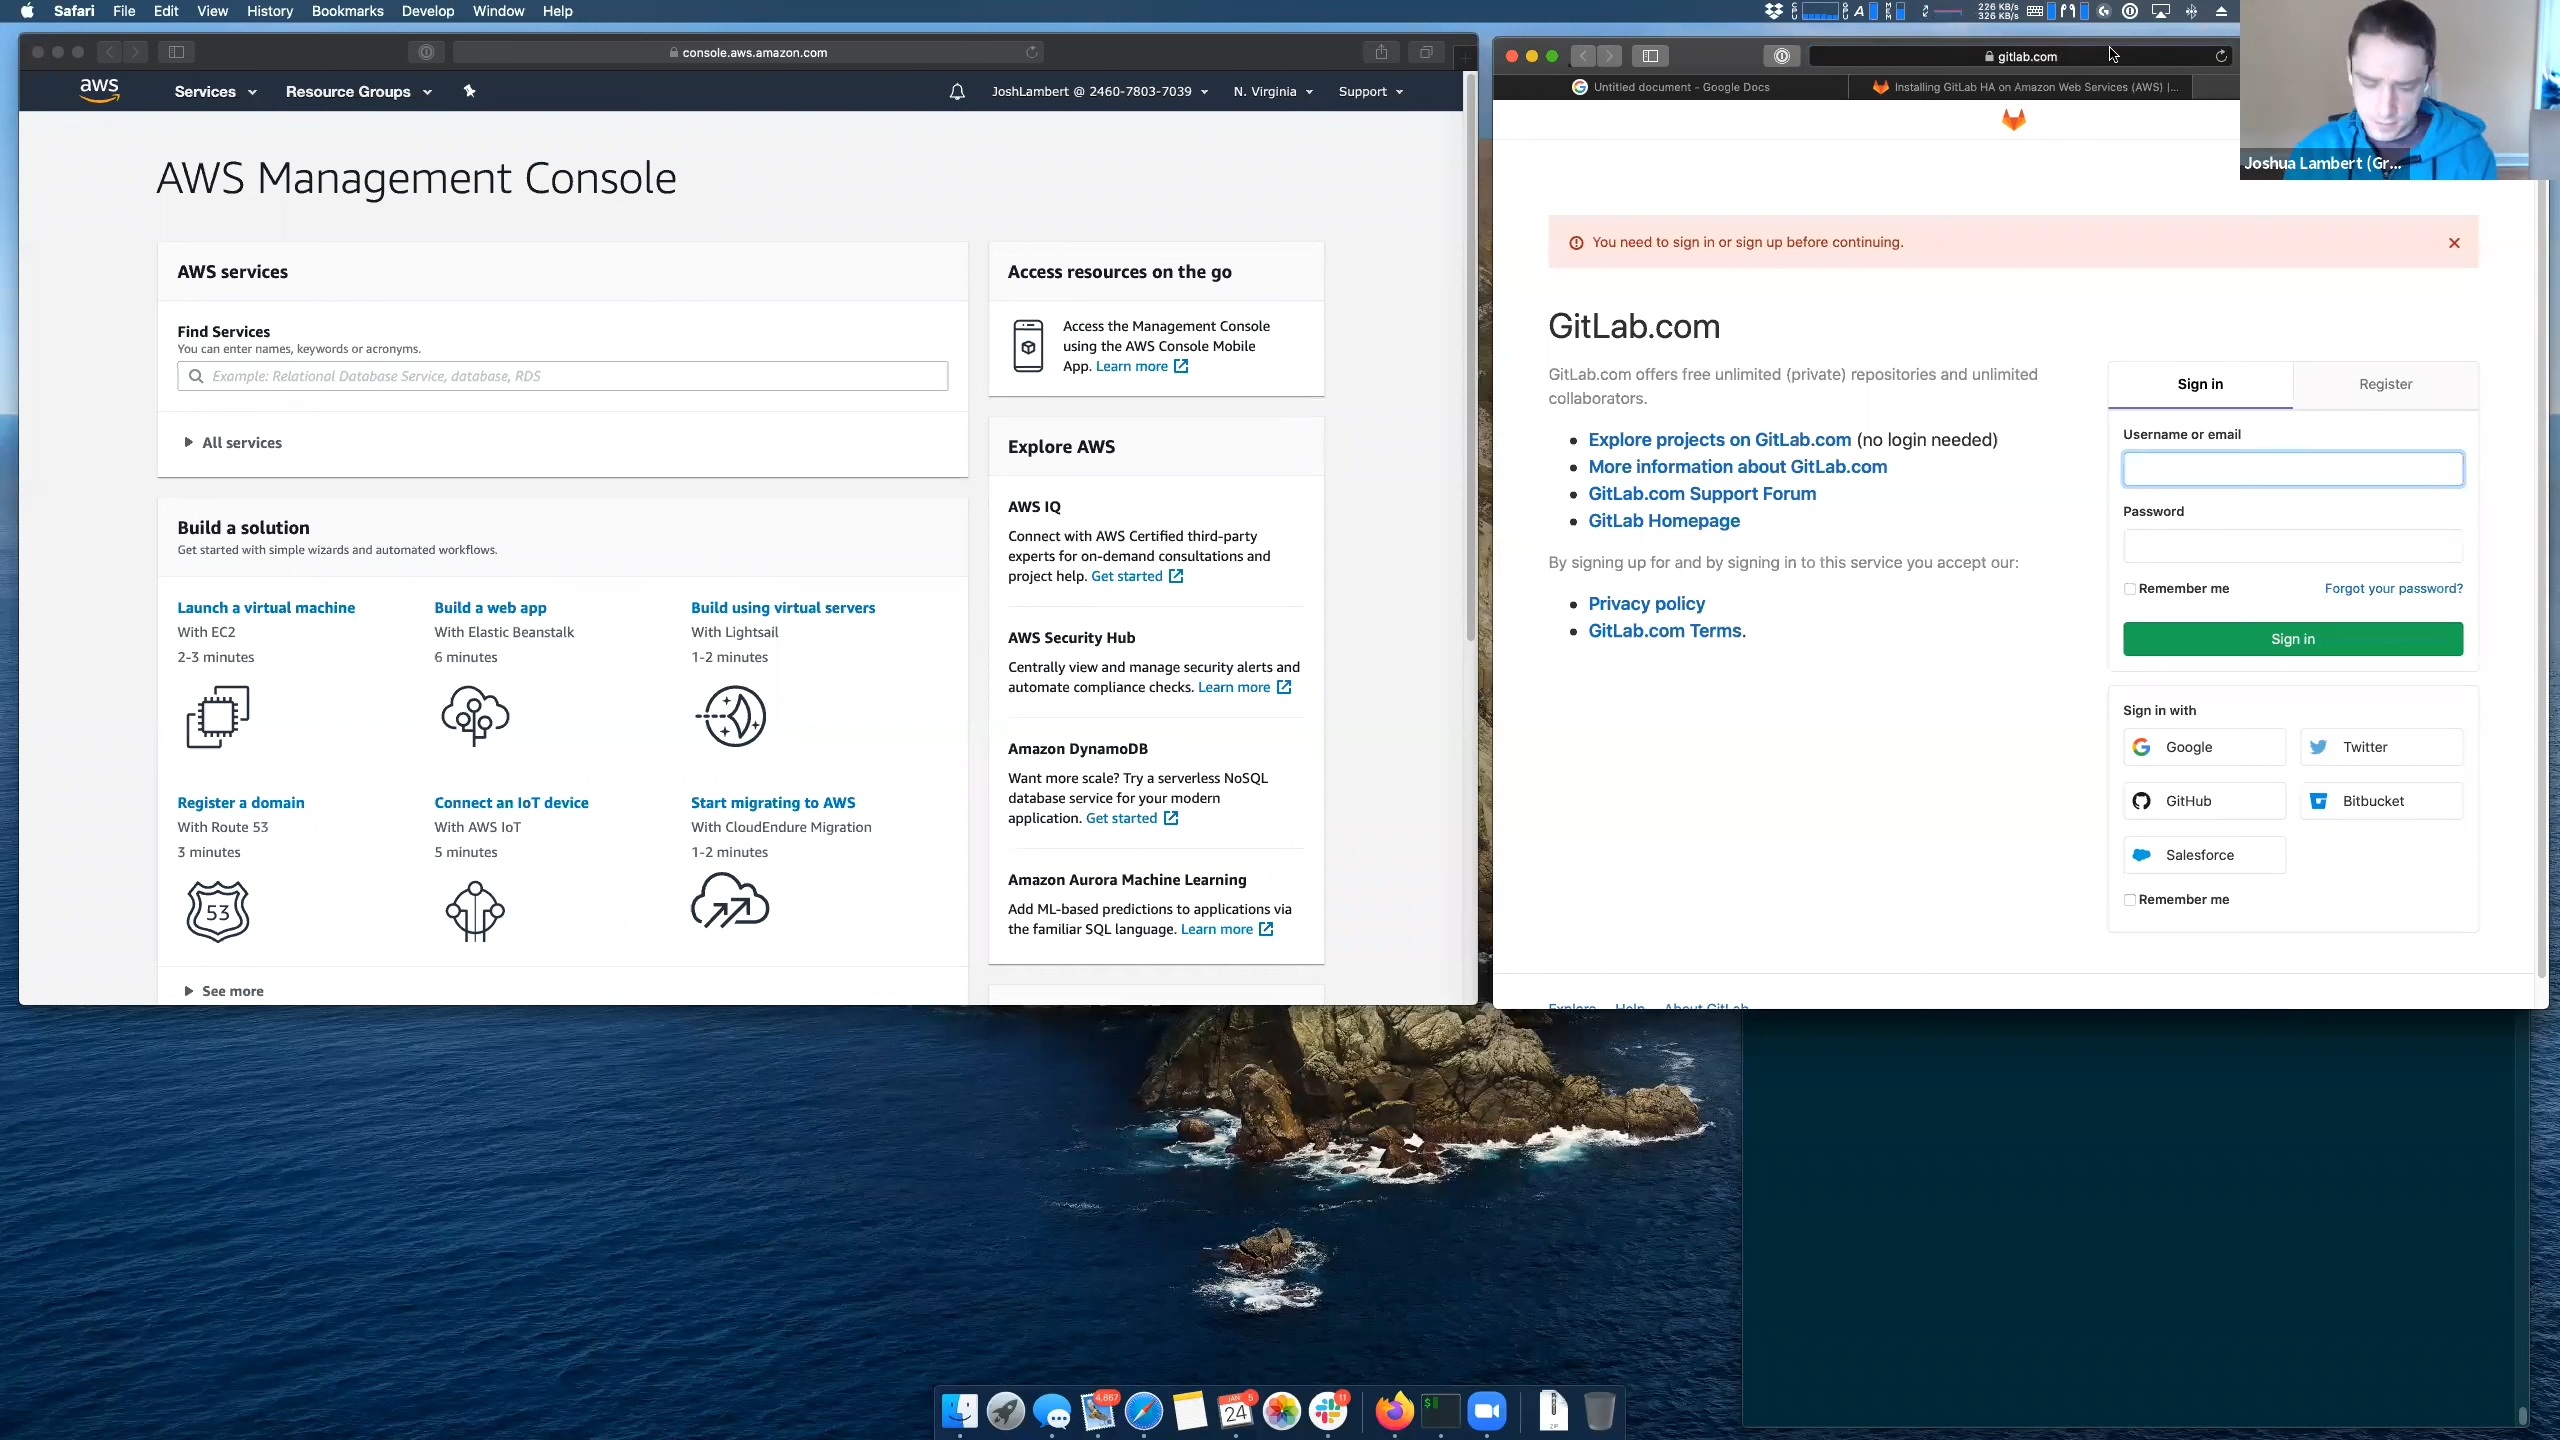 Safari File Edit View History Bookmarks Develop Window Help
226 KB/s
326 KB/s
console.aws.amazon.com
aws
Services
Resource Groups
JoshLambert @ 2460-7803-7039
N. Virginia
Support
AWS Management Console
AWS services
Find Services
You can enter names, keywords or acronyms.
Example: Relational Database Service, database, RDS
All services
Build a solution
Get started with simple wizards and automated workflows.
Launch a virtual machine
With EC2
2-3 minutes
Build a web app
With Elastic Beanstalk
6 minutes
Build using virtual servers
With Lightsail
1-2 minutes
Register a domain
With Route 53
3 minutes
53
Connect an IoT device
With AWS IoT
5 minutes
Start migrating to AWS
With CloudEndure Migration
1-2 minutes
See more
Access resources on the go
Access the Management Console
using the AWS Console Mobile
App. Learn more
Explore AWS
AWS IQ
Connect with AWS Certified third-party
experts for on-demand consultations and
project help. Get started
AWS Security Hub
Centrally view and manage security alerts and
automate compliance checks. Learn more
Amazon DynamoDB
Want more scale? Try a serverless NoSQL
database service for your modern
application. Get started
Amazon Aurora Machine Learning
Add ML-based predictions to applications via
the familiar SQL language. Learn more
gitlab.com
Untitled document - Google Docs
Installing GitLab HA on Amazon Web Services (AWS) |...
Joshua Lambert (Gr...
You need to sign in or sign up before continuing.
GitLab.com
GitLab.com offers free unlimited (private) repositories and unlimited
collaborators.
Explore projects on GitLab.com (no login needed)
More information about GitLab.com
GitLab.com Support Forum
GitLab Homepage
By signing up for and by signing in to this service you accept our:
Privacy policy
GitLab.com Terms.
Sign in
Register
Username or email
Password
Remember me
Forgot your password?
Sign in
Sign in with
Google
Twitter
GitHub
Bitbucket
Salesforce
Remember me
Explore Help About GitLab
4,867
JAN
24
5
11
ZIP